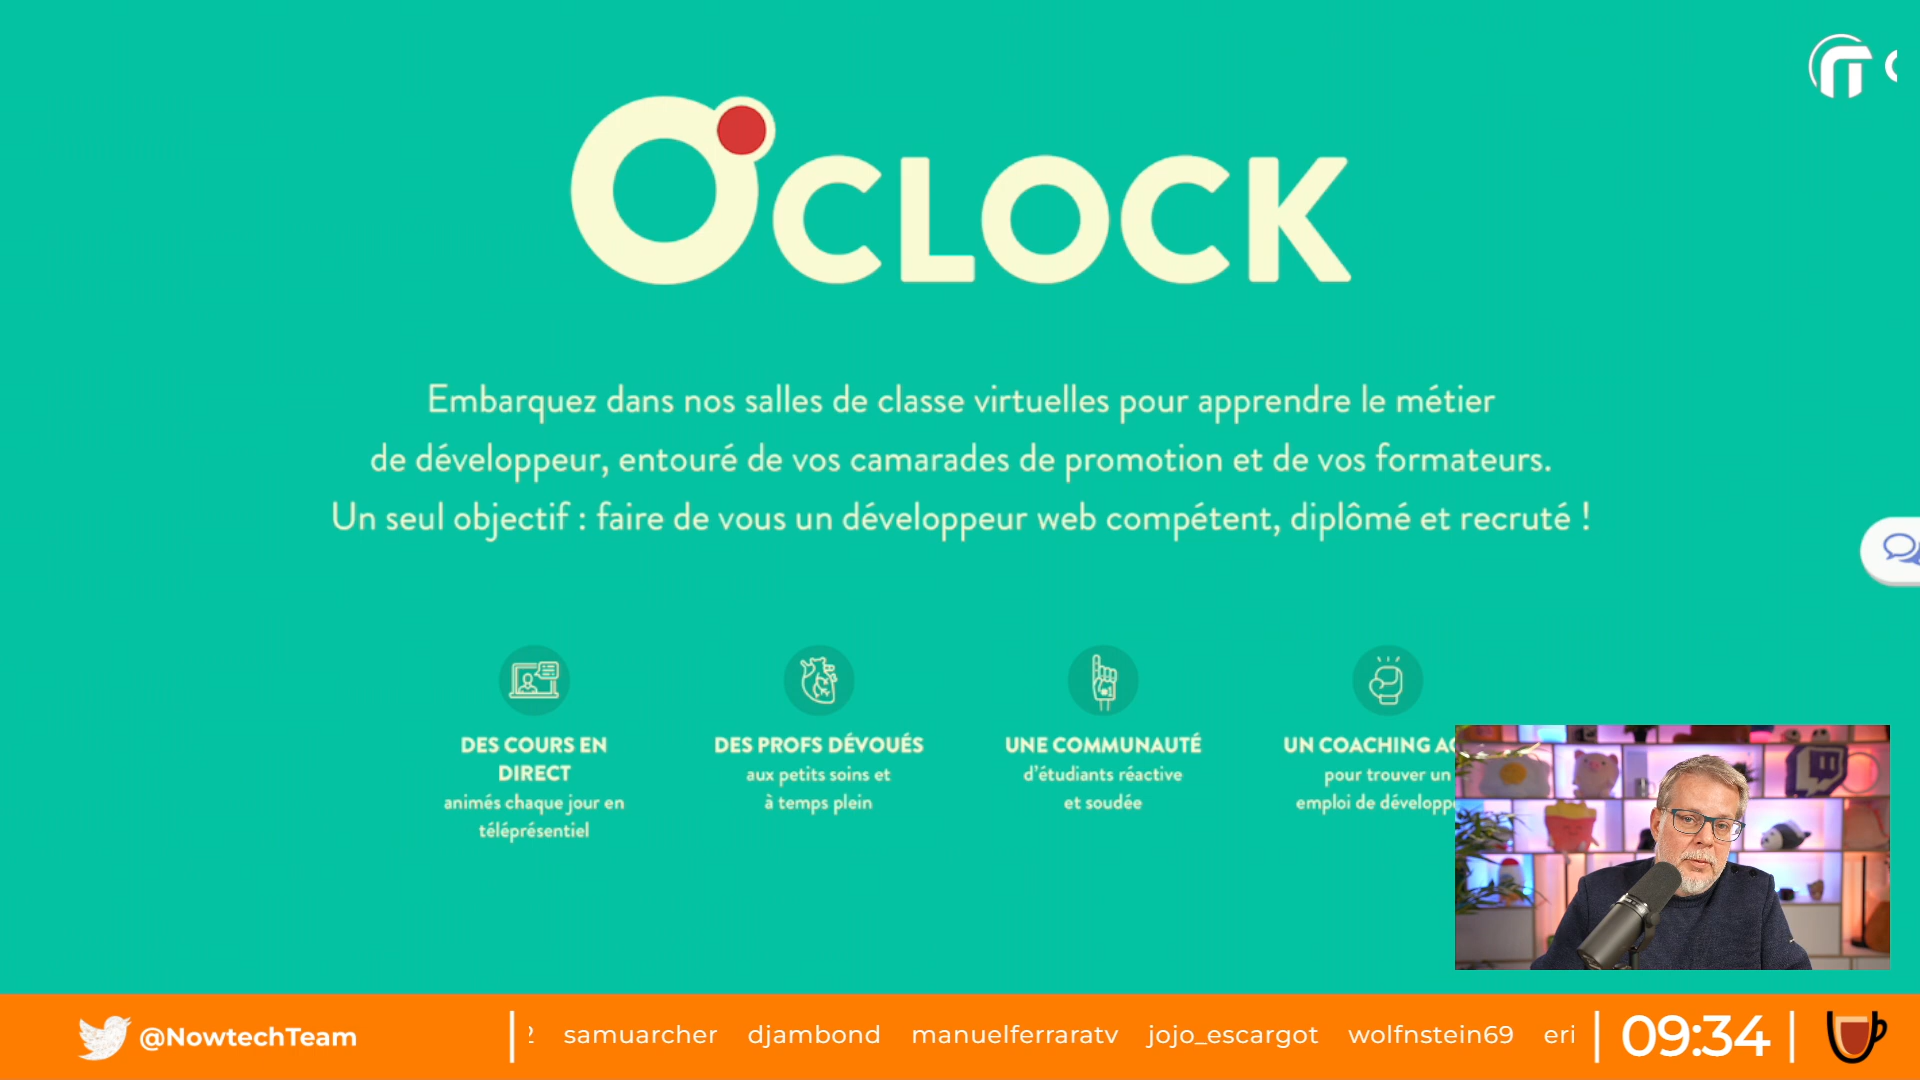 O'CLOCK
Embarquez dans nos salles de classe virtuelles pour apprendre le métier
de développeur, entouré de vos camarades de promotion et de vos formateurs.
Un seul objectif : faire de vous un développeur web compétent, diplômé et recruté !
DES COURS EN
DIRECT
animés chaque jour en
téléprésentiel
DES PROFS DÉVOUÉS
aux petits soins et
à temps plein
UNE COMMUNAUTÉ
d'étudiants réactive
et soudée
UN COACHING
pour trouver un
emploi de
@NowtechTeam
samuarcher djambond manuelferraratv jojo_escargot wolfnstein69 eri
09:34